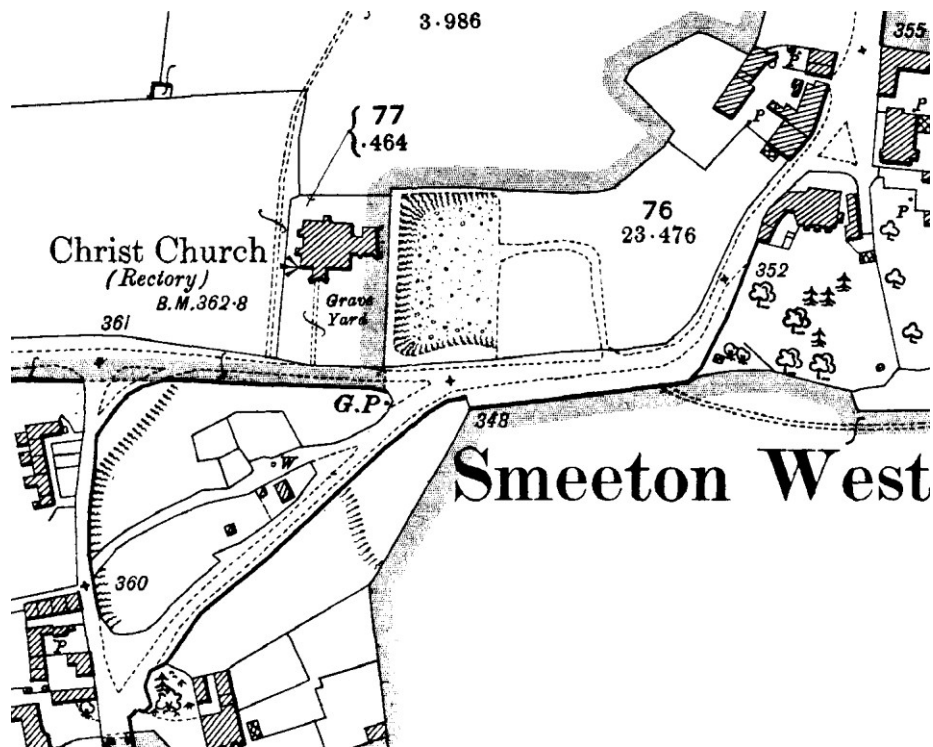 3·986
355
77
·464
P
P
P
76
23·476
P
Christ Church
(Rectory)
B.M.362·8
Grave
Yard
352
361
G.P
348
W
Smeeton West
360
P